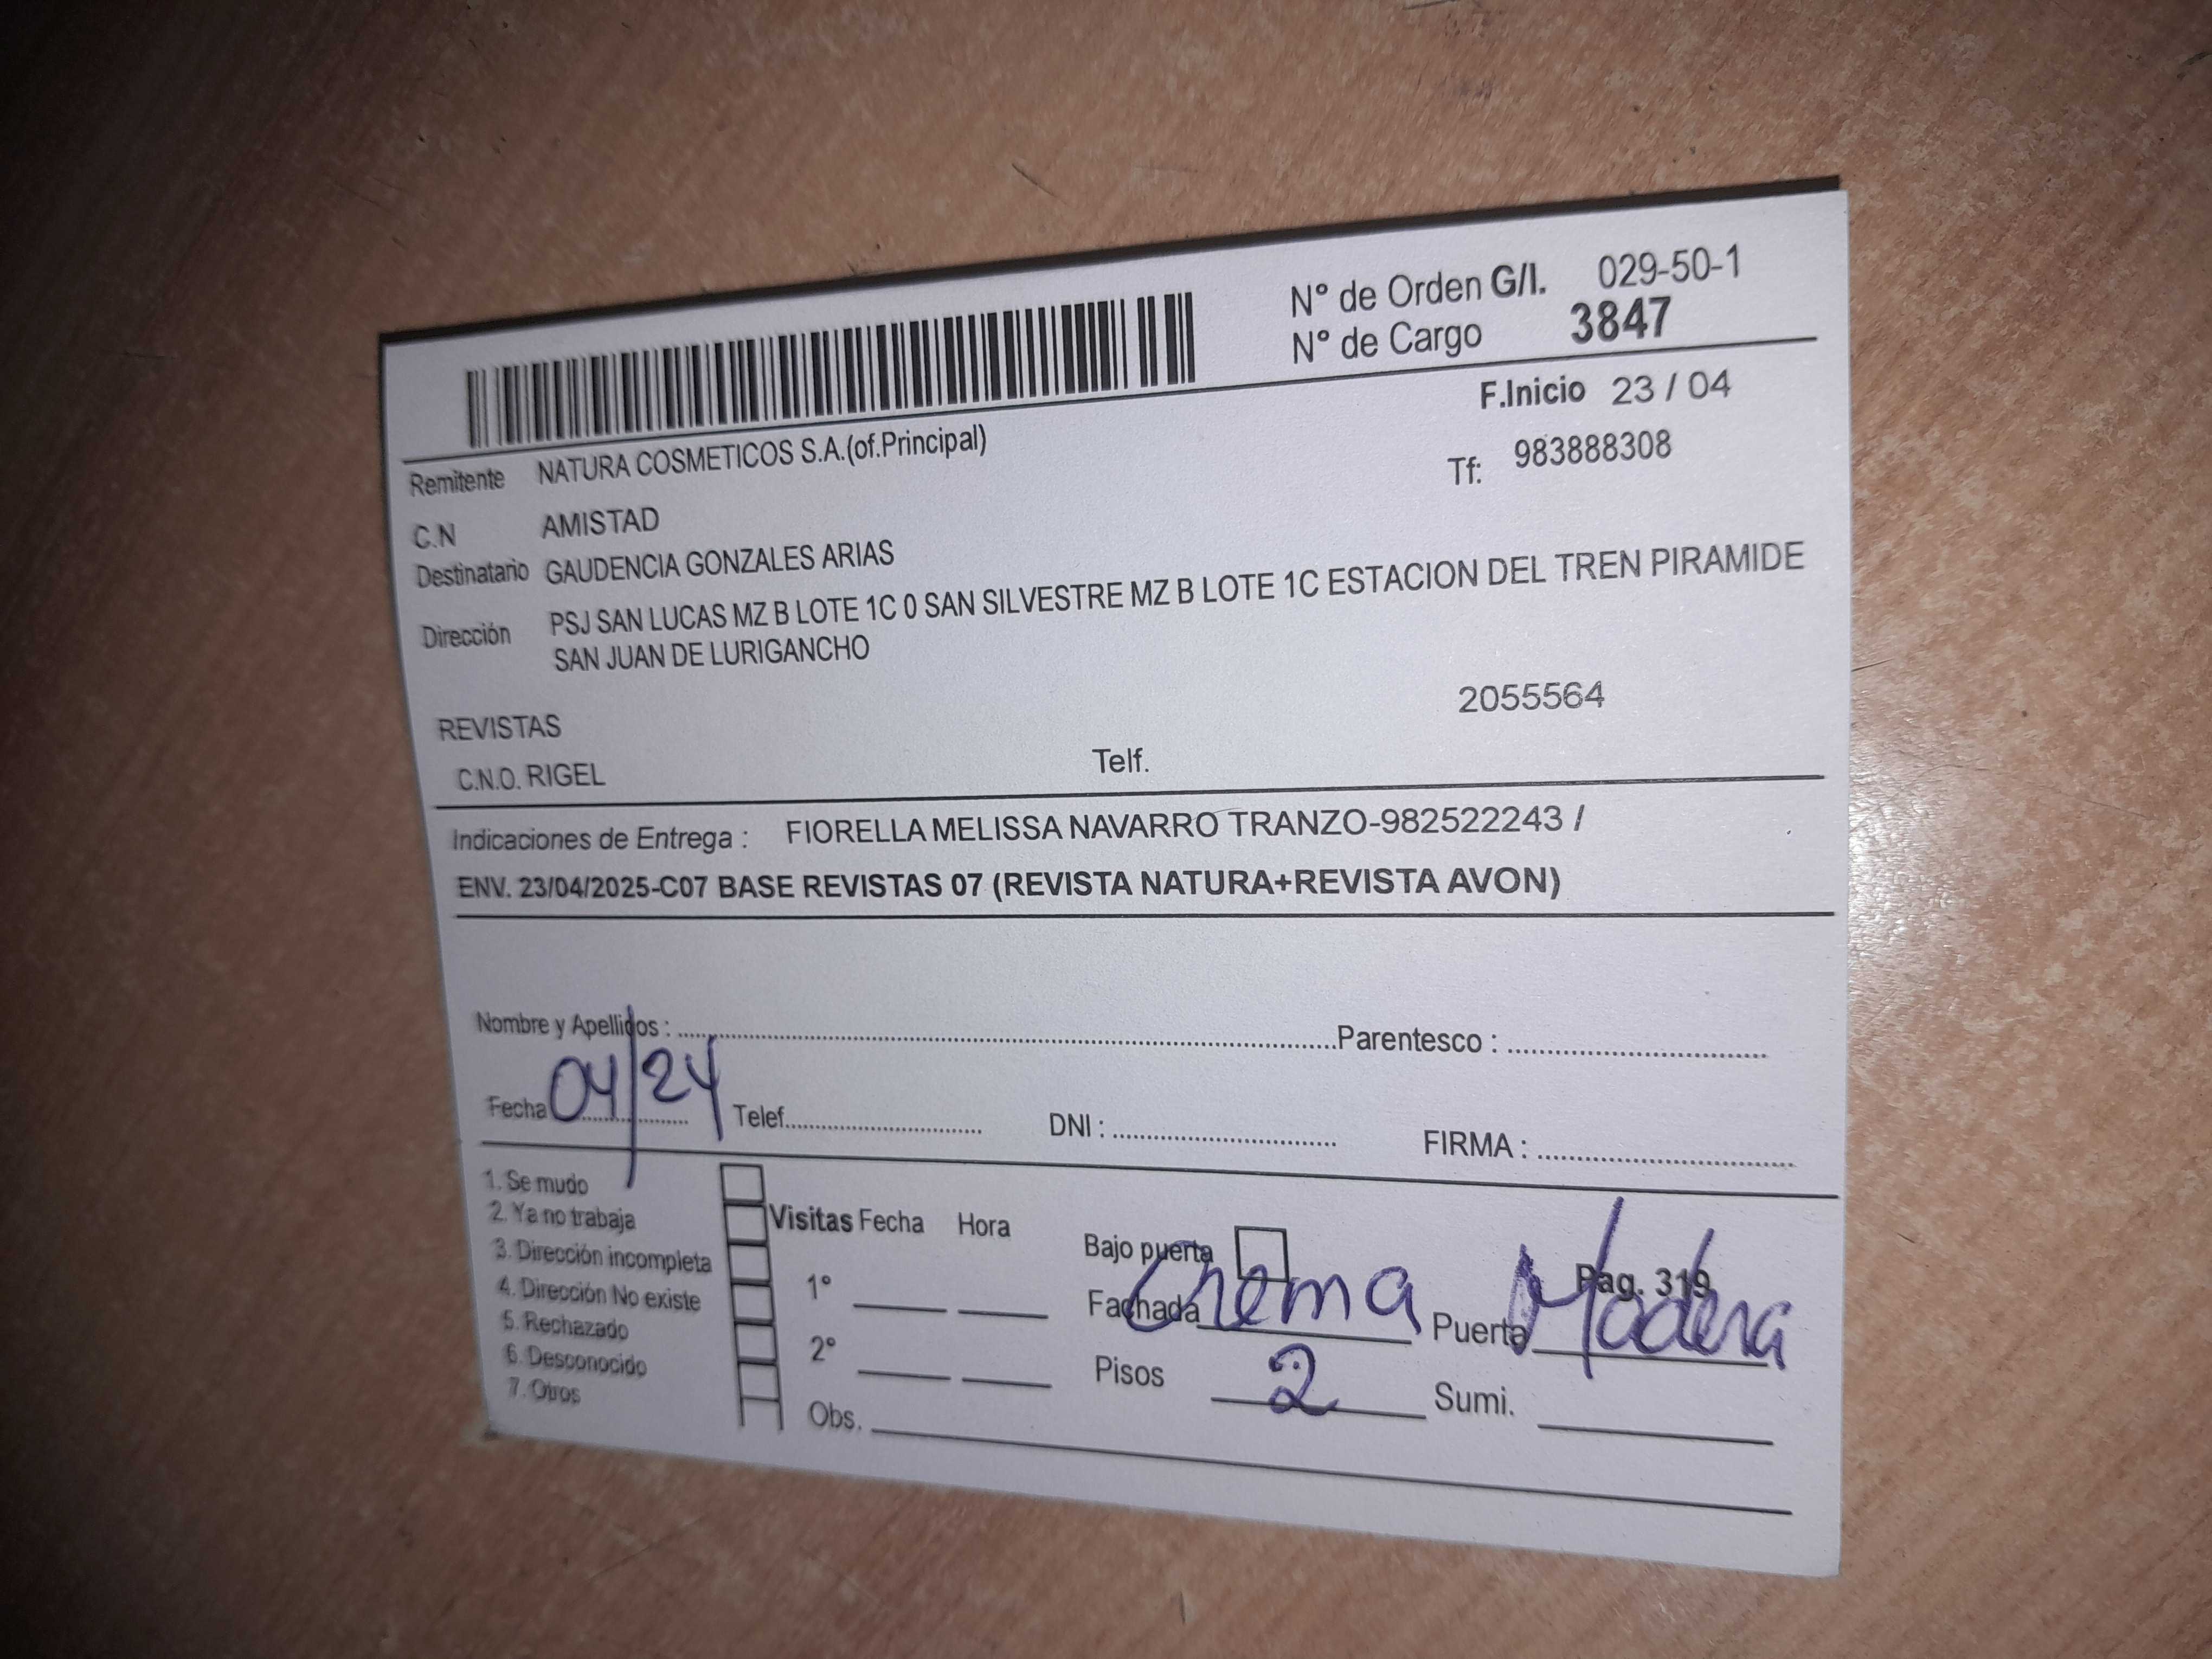 N° de Orden G/I. 029-50-1
N° de Cargo 3847
F.Inicio 23 / 04
Remitente NATURA COSMETICOS S.A.(of.Principal)
Tf: 983888308
C.N AMISTAD
Destinatario GAUDENCIA GONZALES ARIAS
Dirección PSJ SAN LUCAS MZ B LOTE 1C 0 SAN SILVESTRE MZ B LOTE 1C ESTACION DEL TREN PIRAMIDE
SAN JUAN DE LURIGANCHO
2055564
REVISTAS
C.N.O. RIGEL Telf.
Indicaciones de Entrega : FIORELLA MELISSA NAVARRO TRANZO-982522243 /
ENV. 23/04/2025-C07 BASE REVISTAS 07 (REVISTA NATURA+REVISTA AVON)
Nombre y Apellidos : Parentesco :
Fecha 04/24 Telef. DNI : FIRMA :
1. Se mudo
2. Ya no trabaja
3. Dirección incompleta
4. Dirección No existe
5. Rechazado
6. Desconocido
7. Otros
Visitas Fecha Hora
1°
2°
Obs.
Bajo puerta Pag. 319
Fachada Crema Puerta Madera
Pisos 2 Sumi.